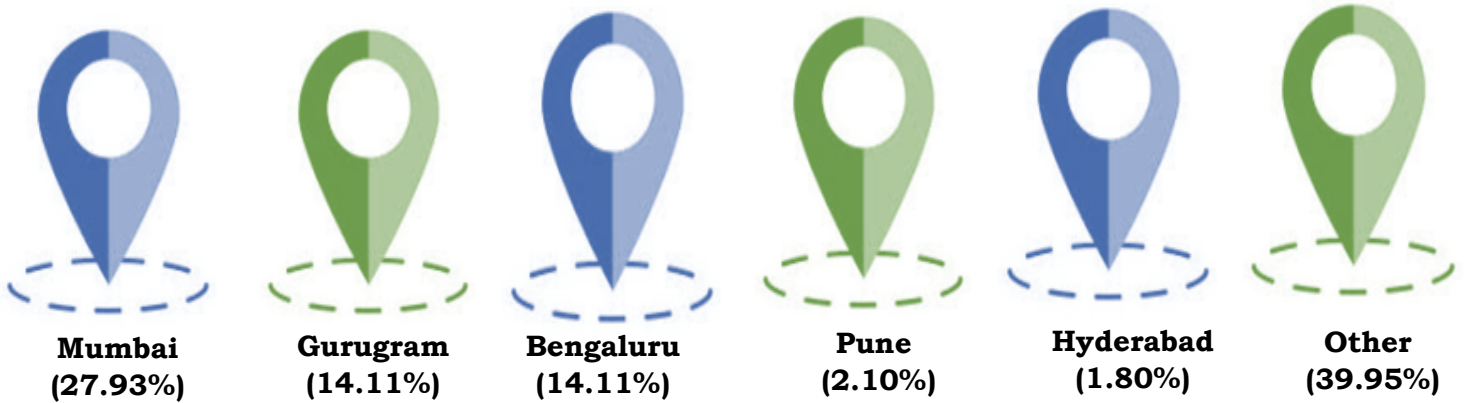 Mumbai
(27.93%)
Gurugram
(14.11%)
Bengaluru
(14.11%)
Pune
(2.10%)
Hyderabad
(1.80%)
Other
(39.95%)